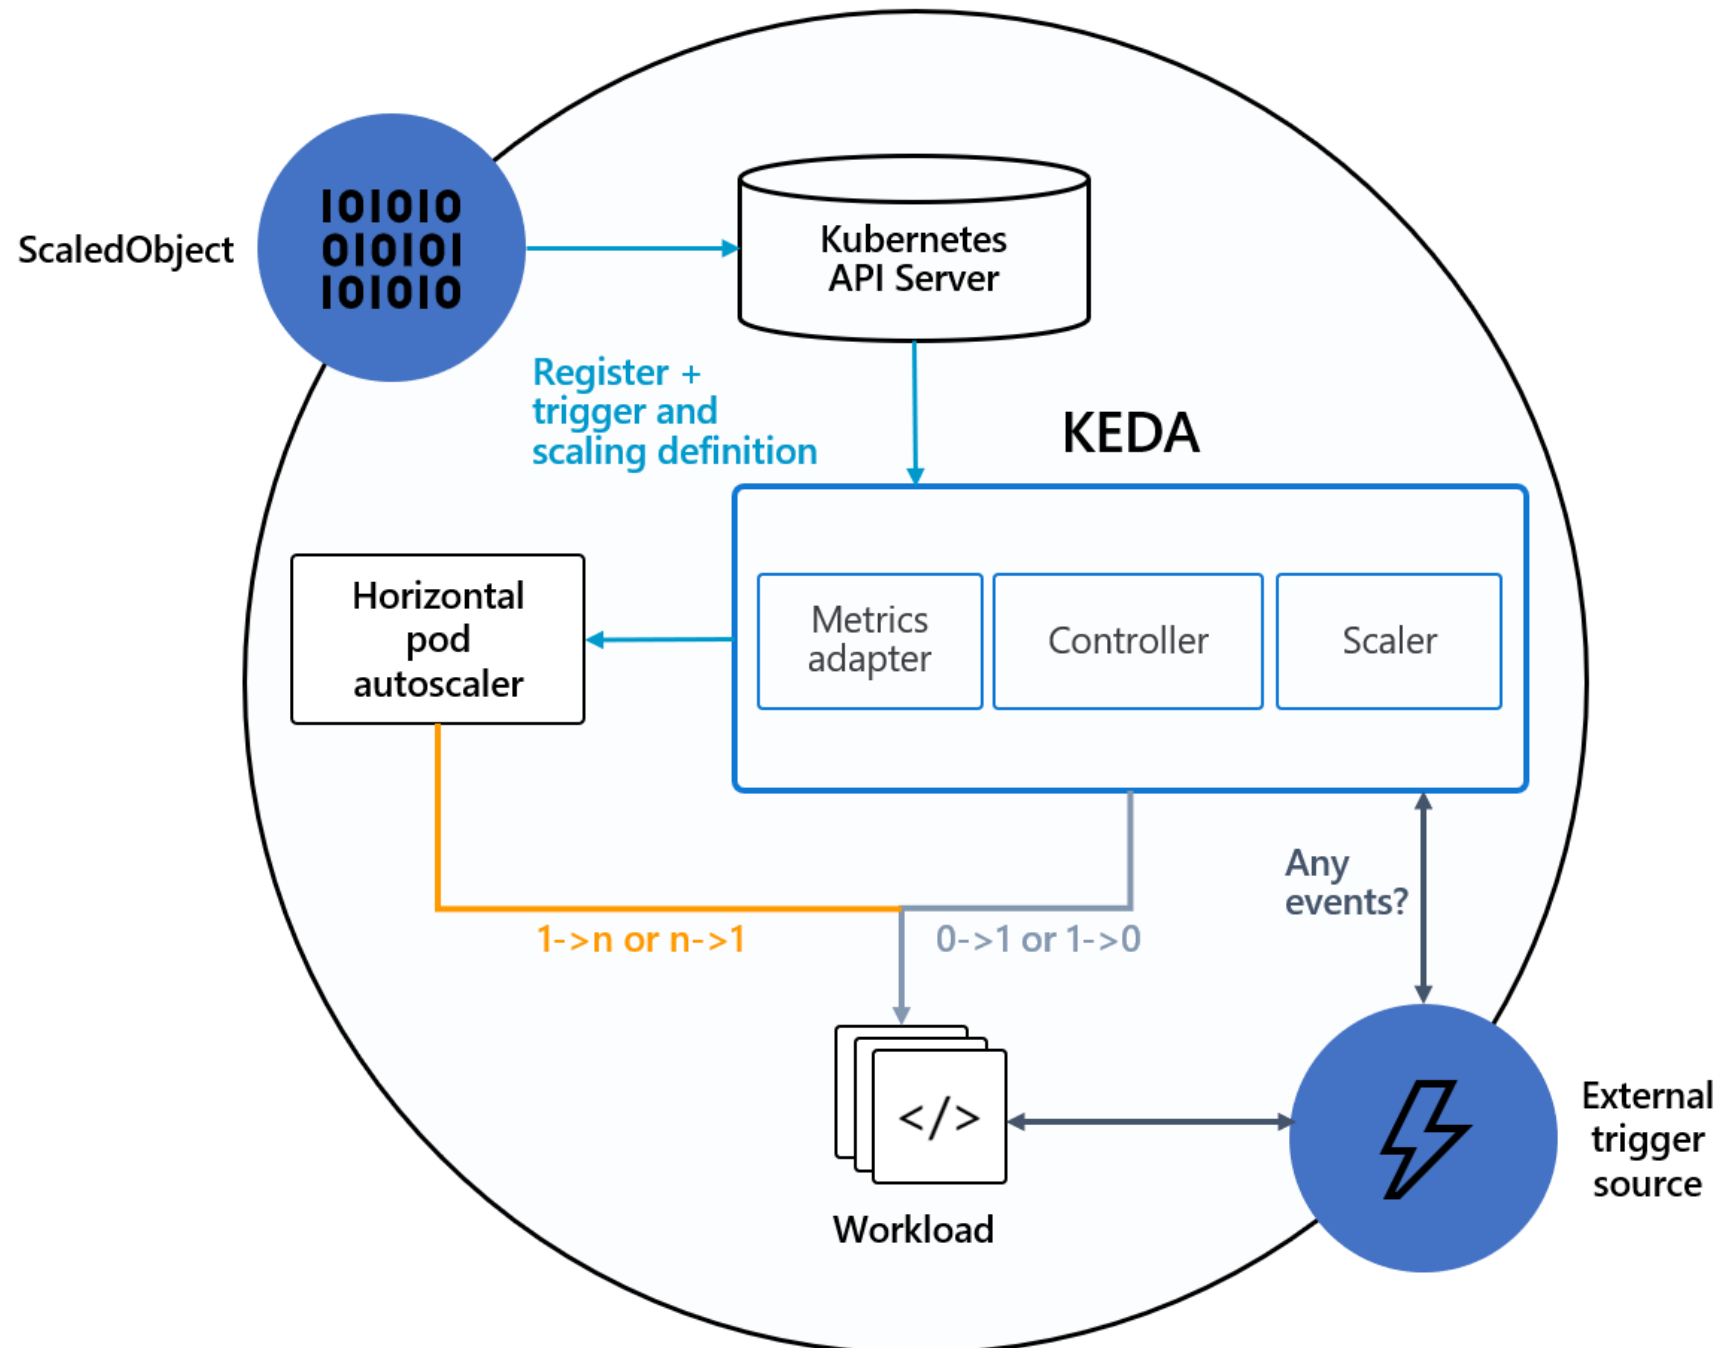 IOIOIO
OIOIOI
IOIOIO
ScaledObject
Kubernetes
API Server
Register +
trigger and
scaling definition
KEDA
Horizontal
pod
autoscaler
Metrics
adapter
Controller
Scaler
Any
events?
1->n or n->1
0->1 or 1->0
</>
Workload
External
trigger
source